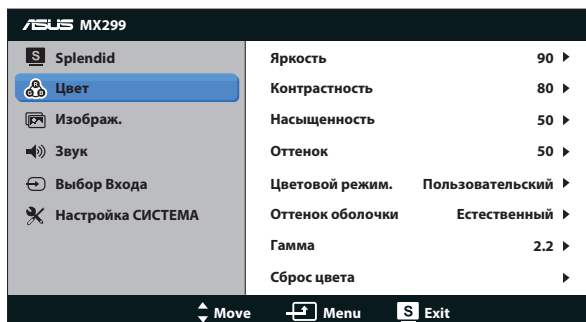 ASUS MX299
S Splendid
Цвет
Изображ.
Звук
Выбор Входа
Настройка СИСТЕМА
Яркость 90
Контрастность 80
Насыщенность 50
Оттенок 50
Цветовой режим. Пользовательский
Оттенок оболочки Естественный
Гамма 2.2
Сброс цвета
Move Menu S Exit